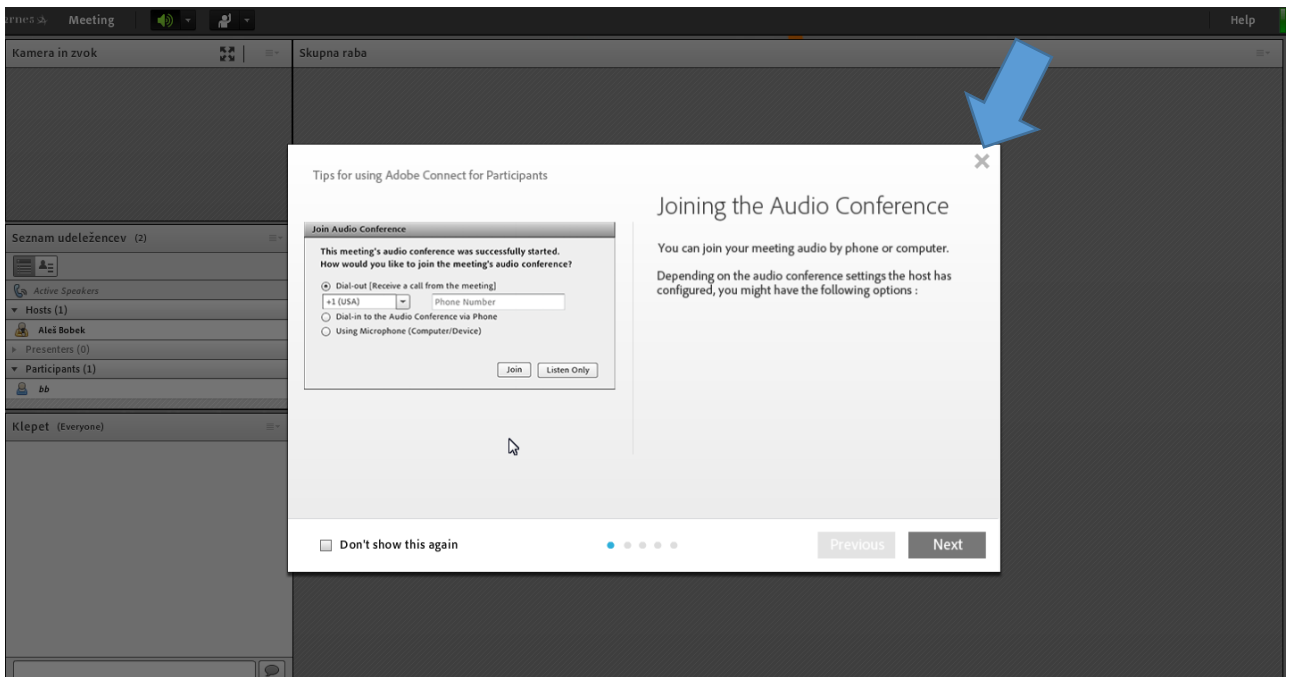 Meeting
Help
Kamera in zvok
Skupna raba
Seznam udeležencev (2)
Active Speakers
Hosts (1)
Aleš Bobek
Presenters (0)
Participants (1)
bb
Klepet (Everyone)
Tips for using Adobe Connect for Participants
Join Audio Conference
This meeting's audio conference was successfully started.
How would you like to join the meeting's audio conference?
Dial-out [Receive a call from the meeting]
+1 (USA)
Phone Number
Dial-in to the Audio Conference via Phone
Using Microphone (Computer/Device)
Join
Listen Only
Joining the Audio Conference
You can join your meeting audio by phone or computer.
Depending on the audio conference settings the host has
configured, you might have the following options :
Don't show this again
Previous
Next